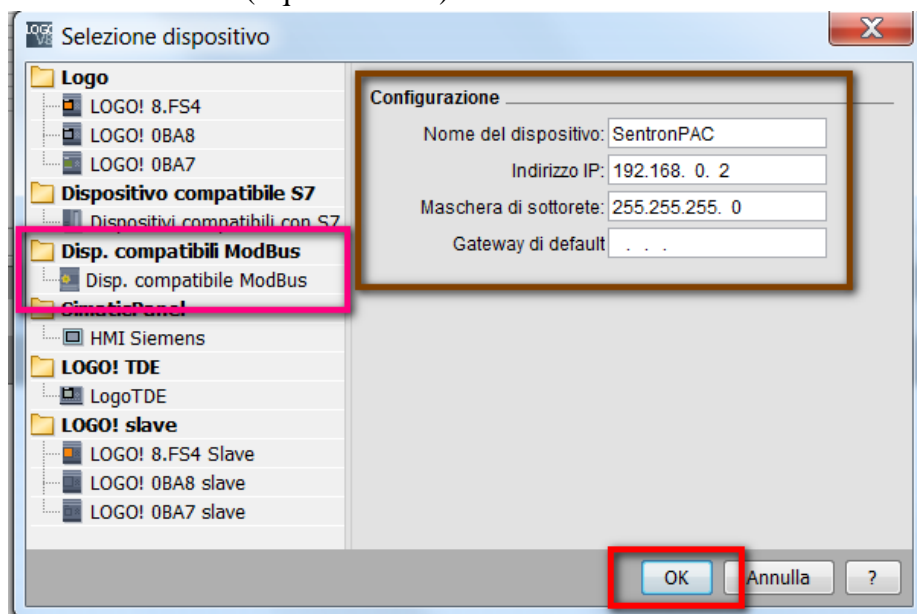 LOGO V8 Selezione dispositivo X
Logo
LOGO! 8.FS4
LOGO! 0BA8
LOGO! 0BA7
Dispositivo compatibile S7
Dispositivi compatibili con S7
Disp. compatibili ModBus
Disp. compatibile ModBus
SimaticPanel
HMI Siemens
LOGO! TDE
LogoTDE
LOGO! slave
LOGO! 8.FS4 Slave
LOGO! 0BA8 slave
LOGO! 0BA7 slave
Configurazione
Nome del dispositivo: SentronPAC
Indirizzo IP: 192.168. 0. 2
Maschera di sottorete: 255.255.255. 0
Gateway di default . . .
OK Annulla ?